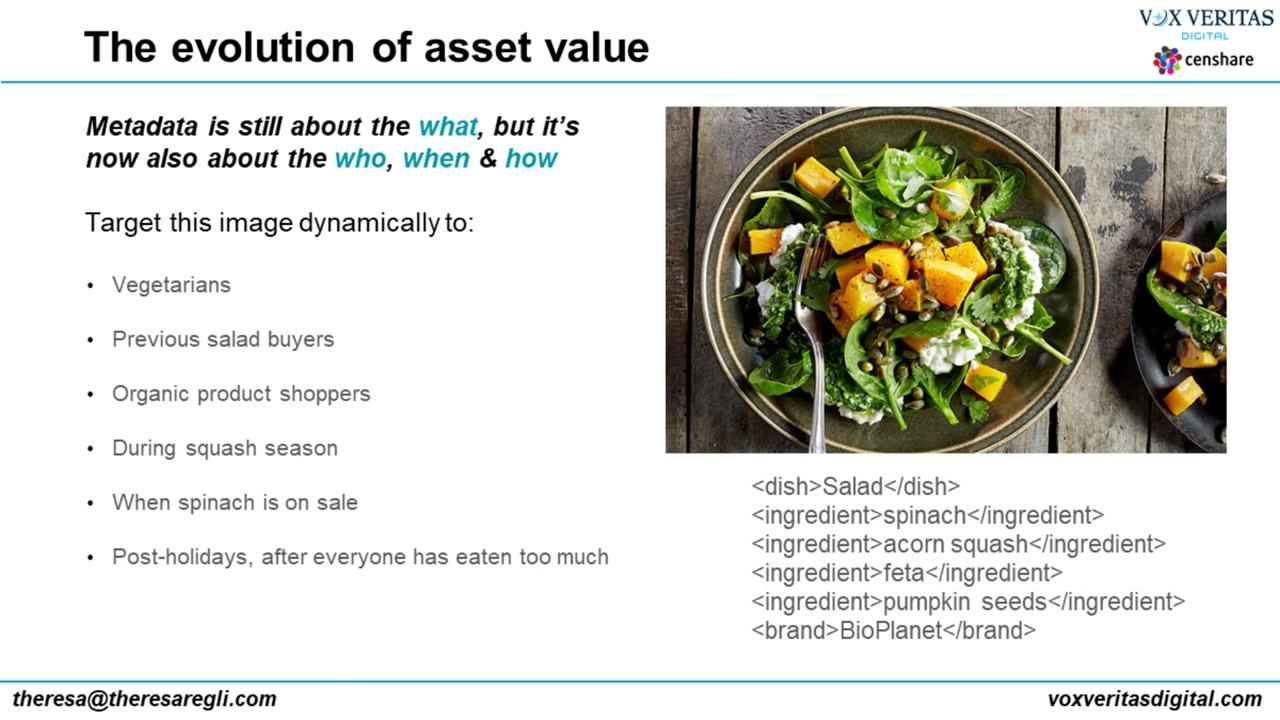 The evolution of asset value
VOX VERITAS
DIGITAL
censhare
Metadata is still about the what, but it’s
now also about the who, when & how
Target this image dynamically to:
• Vegetarians
• Previous salad buyers
• Organic product shoppers
• During squash season
• When spinach is on sale
• Post-holidays, after everyone has eaten too much
<dish>Salad</dish>
<ingredient>spinach</ingredient>
<ingredient>acorn squash</ingredient>
<ingredient>feta</ingredient>
<ingredient>pumpkin seeds</ingredient>
<brand>BioPlanet</brand>
theresa@theresaregli.com
voxveritasdigital.com